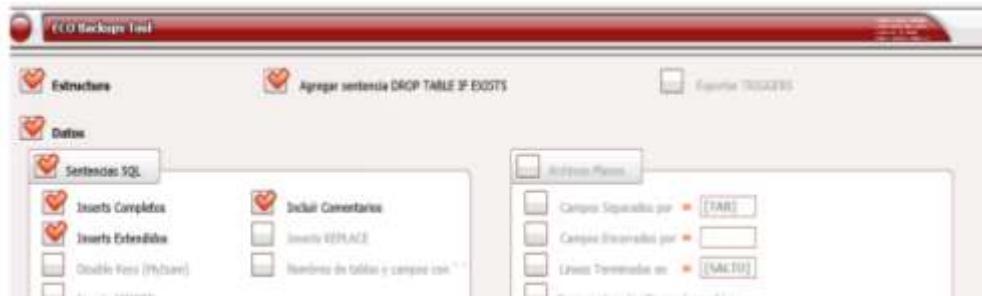 ECO Backups Tool
Estructura
Agregar sentencia DROP TABLE IF EXISTS
Exportar TRIGGERS
Datos
Sentencias SQL
Archivos Planos
Inserts Completos
Incluir Comentarios
Campos Separados por = [TAB]
Inserts Extendidos
Inserts REPLACE
Campos Encerrados por =
Double Keys (MyIsam)
Nombres de tablas y campos con ` `
Lineas Terminadas en = [SALTO]